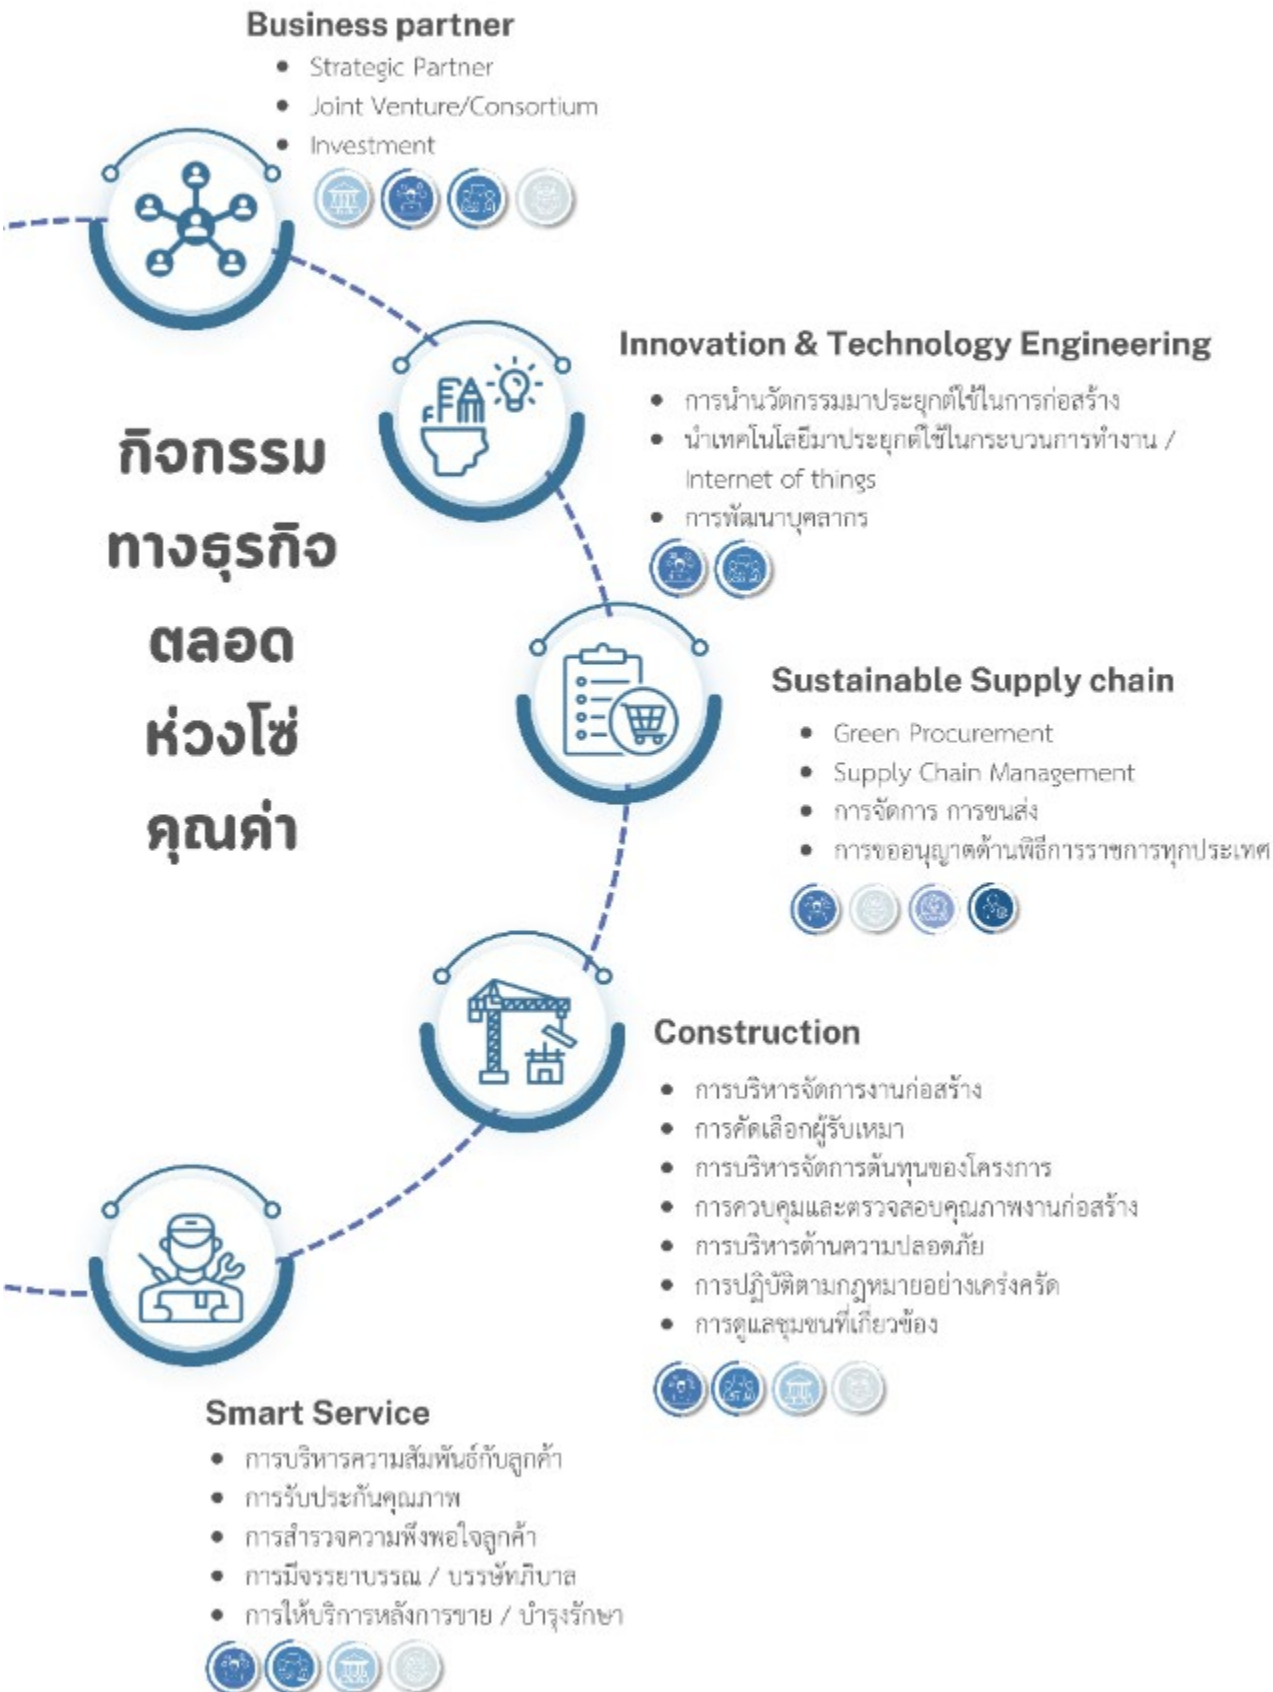 Business partner
• Strategic Partner
• Joint Venture/Consortium
• Investment
Innovation & Technology Engineering
• การนำนวัตกรรมมาประยุกต์ใช้ในการก่อสร้าง
• นำเทคโนโลยีมาประยุกต์ใช้ในกระบวนการทำงาน /
Internet of things
• การพัฒนาบุคลากร
กิจกรรม
ทางธุรกิจ
ตลอด
ห่วงโซ่
คุณค่า
Sustainable Supply chain
• Green Procurement
• Supply Chain Management
• การจัดการ การขนส่ง
• การขออนุญาตด้านพิธีการราชการทุกประเทศ
Construction
• การบริหารจัดการงานก่อสร้าง
• การคัดเลือกผู้รับเหมา
• การบริหารจัดการต้นทุนของโครงการ
• การควบคุมและตรวจสอบคุณภาพงานก่อสร้าง
• การบริหารด้านความปลอดภัย
• การปฏิบัติตามกฎหมายอย่างเคร่งครัด
• การดูแลชุมชนที่เกี่ยวข้อง
Smart Service
• การบริหารความสัมพันธ์กับลูกค้า
• การรับประกันคุณภาพ
• การสำรวจความพึงพอใจลูกค้า
• การมีจรรยาบรรณ / บรรษัทภิบาล
• การให้บริการหลังการขาย / บำรุงรักษา